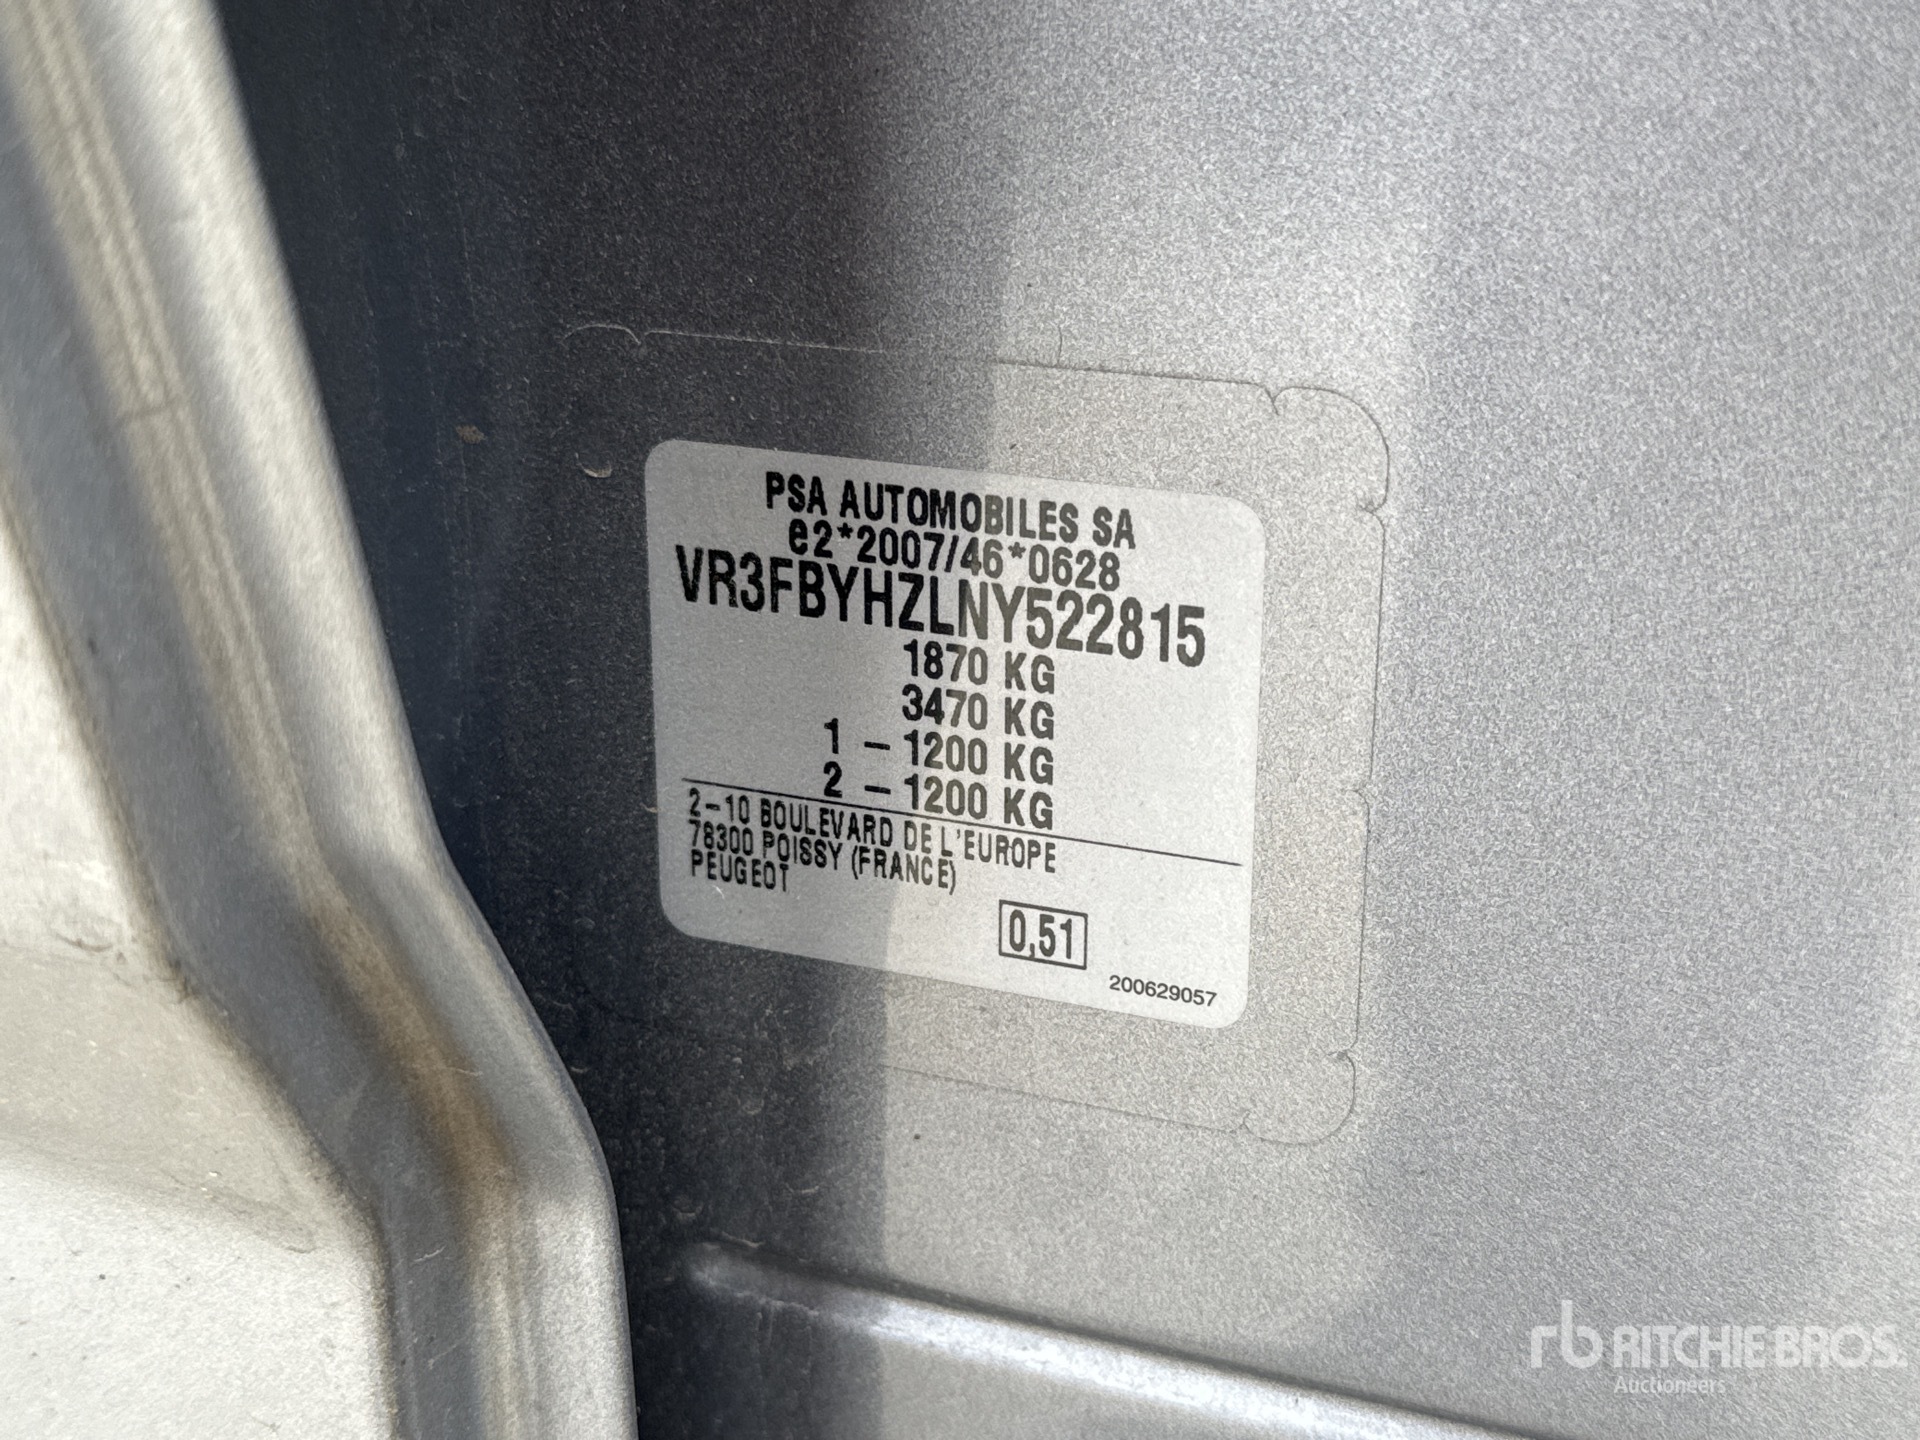 PSA AUTOMOBILES SA
e2*2007/46*0628
VR3FBYHZLNY522815
1870 KG
3470 KG
1 - 1200 KG
2 - 1200 KG
2-10 BOULEVARD DE L'EUROPE
78300 POISSY (FRANCE)
PEUGEOT
0,51
200629057
rb RITCHIE BROS.
Auctioneers